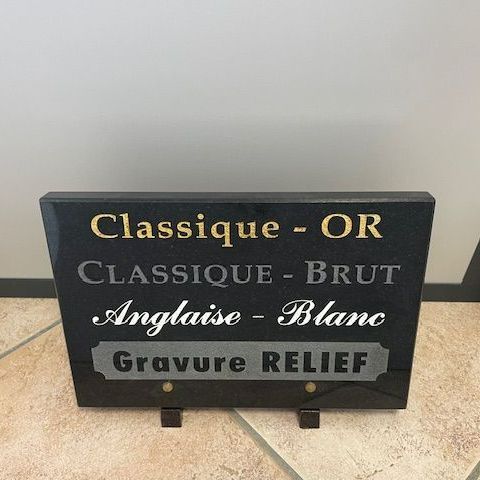 Classique - OR
CLASSIQUE - BRUT
Anglaise - Blanc
Gravure RELIEF